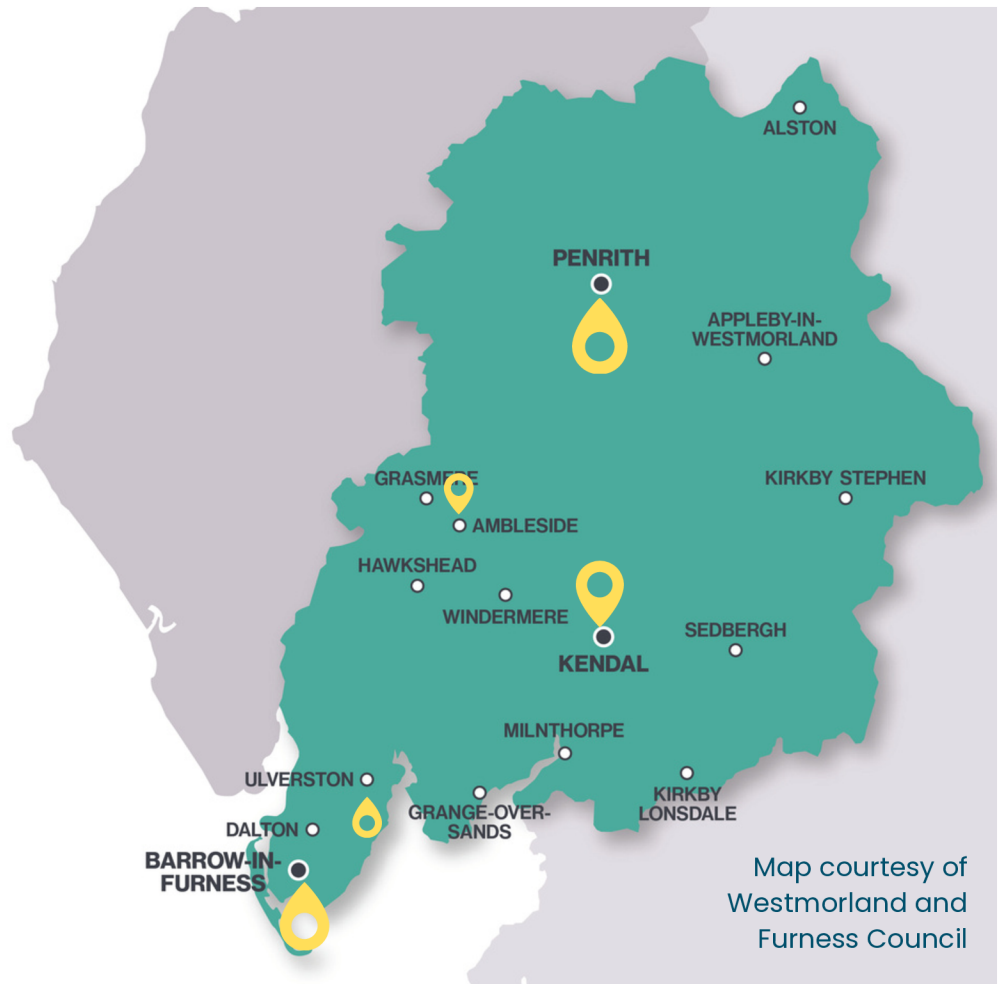 ALSTON
PENRITH
APPLEBY-IN-
WESTMORLAND
GRASMERE
KIRKBY STEPHEN
AMBLESIDE
HAWKSHEAD
WINDERMERE
SEDBERGH
KENDAL
MILNTHORPE
ULVERSTON
KIRKBY
LONSDALE
GRANGE-OVER-
SANDS
DALTON
BARROW-IN-
FURNESS
Map courtesy of
Westmorland and
Furness Council